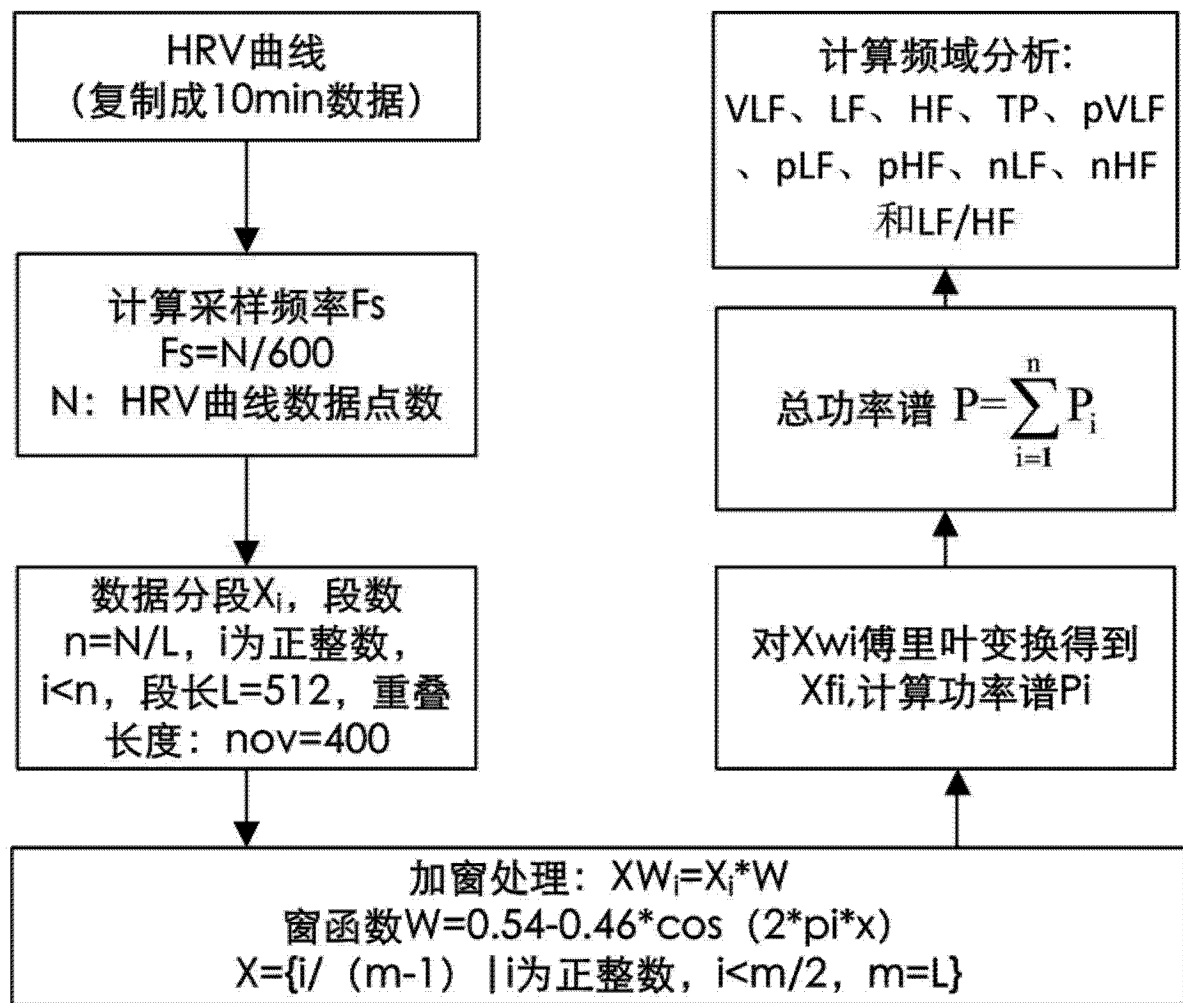 HRV曲线
（复制成10min数据）
计算采样频率Fs
Fs=N/600
N：HRV曲线数据点数
数据分段Xi，段数
n=N/L，i为正整数，
i<n，段长L=512，重叠
长度：nov=400
加窗处理：XWi=Xi*W
窗函数W=0.54-0.46*cos（2*pi*x）
X={i/（m-1）|i为正整数，i<m/2，m=L}
对Xwi傅里叶变换得到
Xfi,计算功率谱Pi
总功率谱 P=∑Pi
n
i=1
计算频域分析:
VLF、LF、HF、TP、pVLF
、pLF、pHF、nLF、nHF
和LF/HF